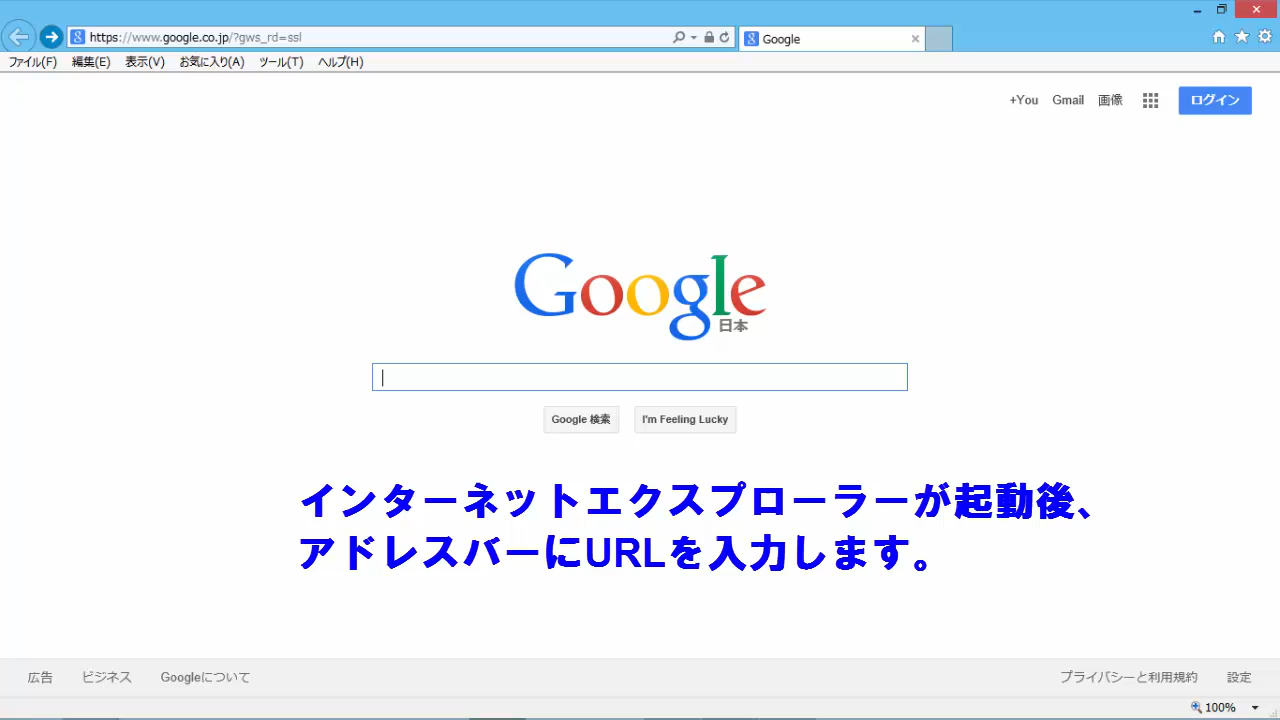 https://www.google.co.jp/?gws_rd=ssl
Google
ファイル(F) 編集(E) 表示(V) お気に入り(A) ツール(T) ヘルプ(H)
+You Gmail 画像 ログイン
Google
日本
Google 検索 I'm Feeling Lucky
インターネットエクスプローラーが起動後、
アドレスバーにURLを入力します。
広告 ビジネス Googleについて プライバシーと利用規約 設定
100%